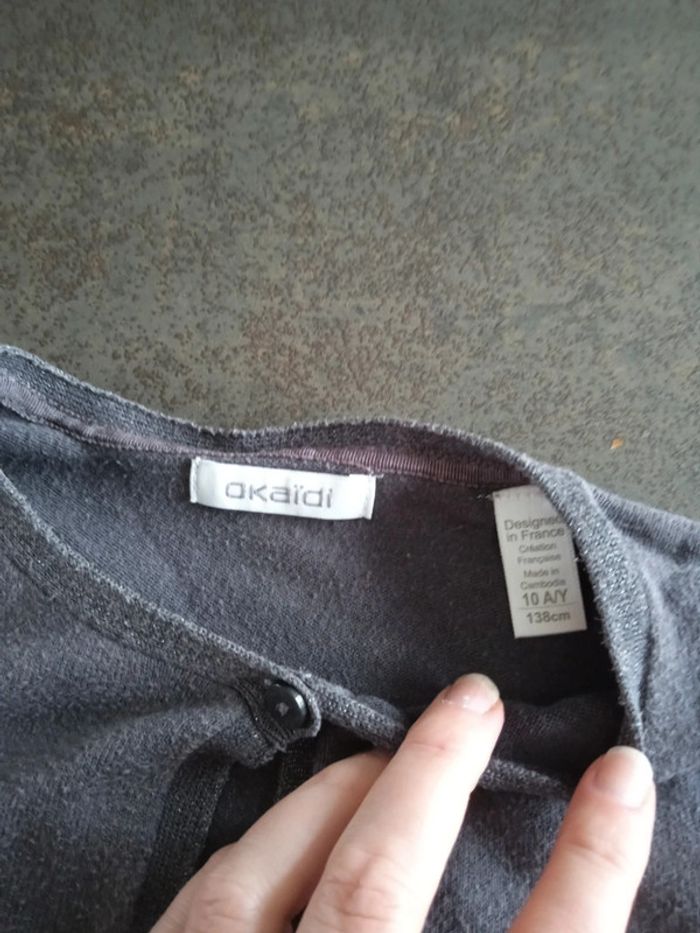 okaïdi
Designed
in France
Création
Française
Made in
Cambodia
10 A/Y
138cm